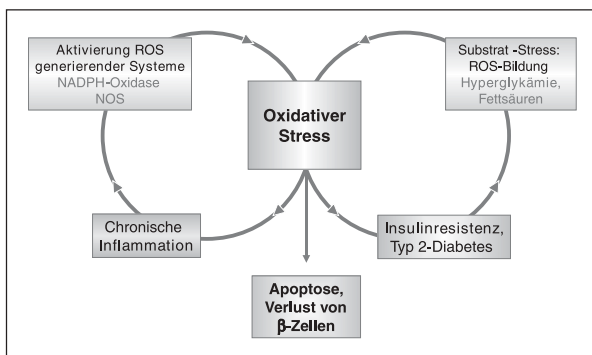 Aktivierung ROS
generierender Systeme
NADPH-Oxidase
NOS
Substrat -Stress:
ROS-Bildung
Hyperglykämie,
Fettsäuren
Oxidativer
Stress
Chronische
Inflammation
Insulinresistenz,
Typ 2-Diabetes
Apoptose,
Verlust von
β-Zellen